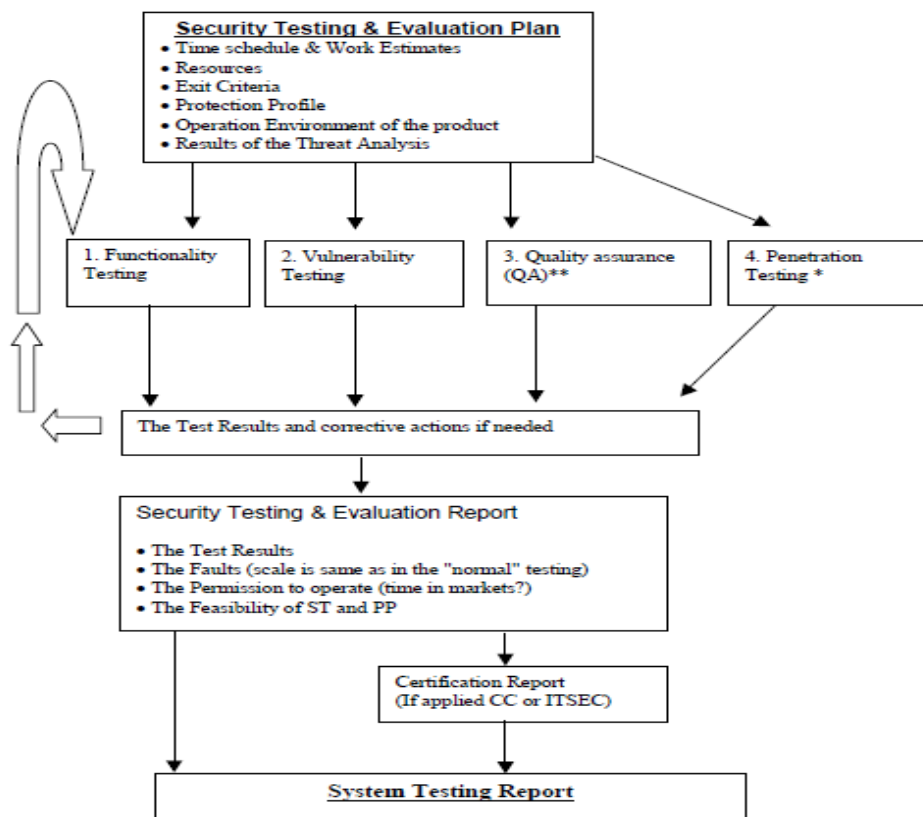 Security Testing & Evaluation Plan
• Time schedule & Work Estimates
• Resources
• Exit Criteria
• Protection Profile
• Operation Environment of the product
• Results of the Threat Analysis
1. Functionality
Testing
2. Vulnerability
Testing
3. Quality assurance
(QA)**
4. Penetration
Testing *
The Test Results and corrective actions if needed
Security Testing & Evaluation Report
• The Test Results
• The Faults (scale is same as in the "normal" testing)
• The Permission to operate (time in markets?)
• The Feasibility of ST and PP
Certification Report
(If applied CC or ITSEC)
System Testing Report